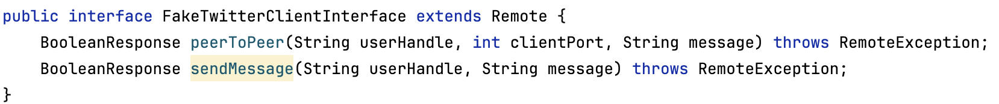 public interface FakeTwitterClientInterface extends Remote {
    BooleanResponse peerToPeer(String userHandle, int clientPort, String message) throws RemoteException;
    BooleanResponse sendMessage(String userHandle, String message) throws RemoteException;
}